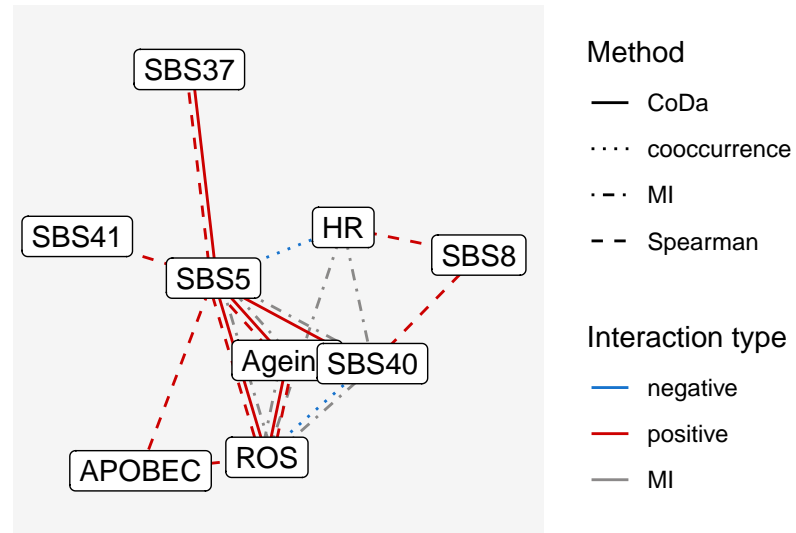 SBS37
SBS41
HR
SBS8
SBS5
Agein
SBS40
ROS
APOBEC
Method
CoDa
cooccurrence
MI
Spearman
Interaction type
negative
positive
MI